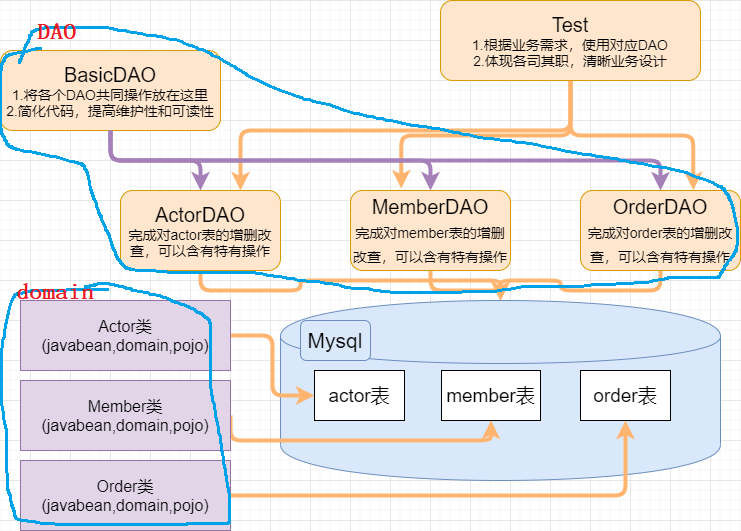 DAO
Test
1.根据业务需求，使用对应DAO
2.体现各司其职，清晰业务设计
BasicDAO
1.将各个DAO共同操作放在这里
2.简化代码，提高维护性和可读性
ActorDAO
完成对actor表的增删改
查，可以含有特有操作
MemberDAO
完成对member表的增删
改查，可以含有特有操作
OrderDAO
完成对order表的增删改
查，可以含有特有操作
domain
Actor类
(javabean,domain,pojo)
Member类
(javabean,domain,pojo)
Order类
(javabean,domain,pojo)
Mysql
actor表
member表
order表